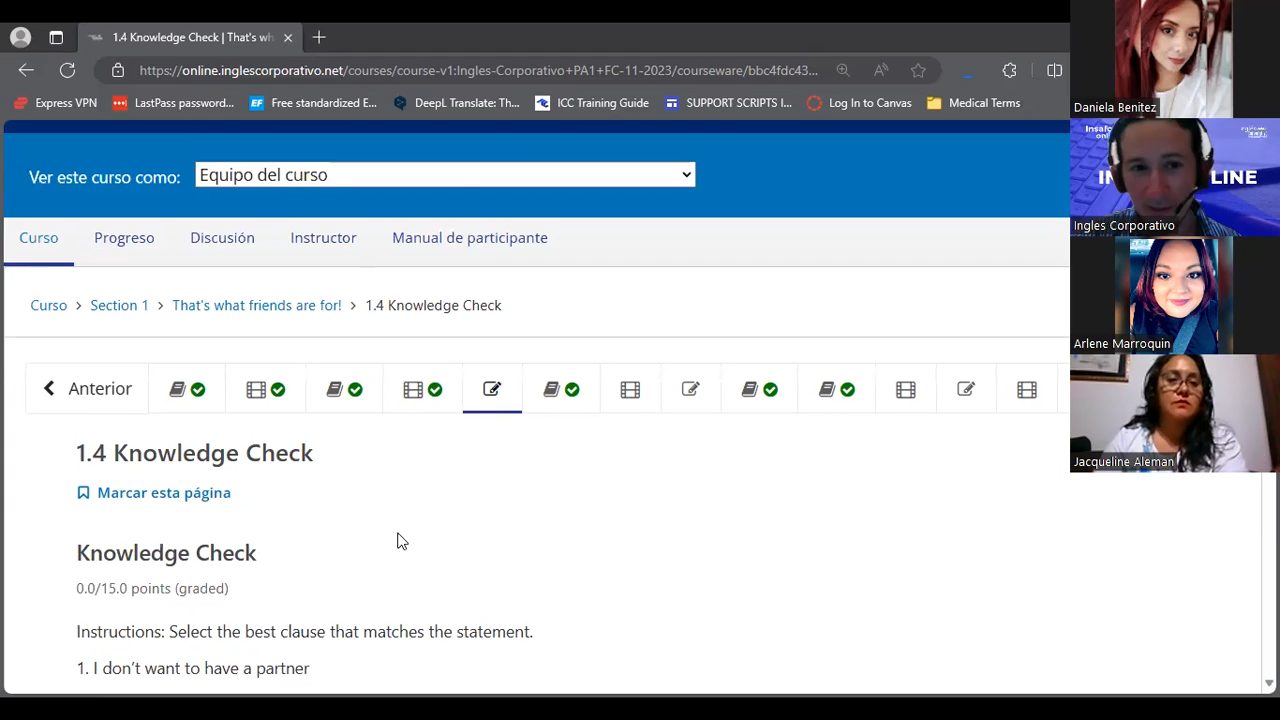 1.4 Knowledge Check | That's wh
https://online.inglescorporativo.net/courses/course-v1:Ingles-Corporativo+PA1+FC-11-2023/courseware/bbc4fdc43...
Express VPN
LastPass password...
Free standardized E...
DeepL Translate: Th...
ICC Training Guide
SUPPORT SCRIPTS I...
Log In to Canvas
Medical Terms
Ver este curso como:
Equipo del curso
Curso
Progreso
Discusión
Instructor
Manual de participante
Curso > Section 1 > That's what friends are for! > 1.4 Knowledge Check
Anterior
1.4 Knowledge Check
Marcar esta página
Knowledge Check
0.0/15.0 points (graded)
Instructions: Select the best clause that matches the statement.
1. I don’t want to have a partner
Daniela Benitez
Insafo
LINE
Ingles Corporativo
Arlene Marroquin
Jacqueline Aleman